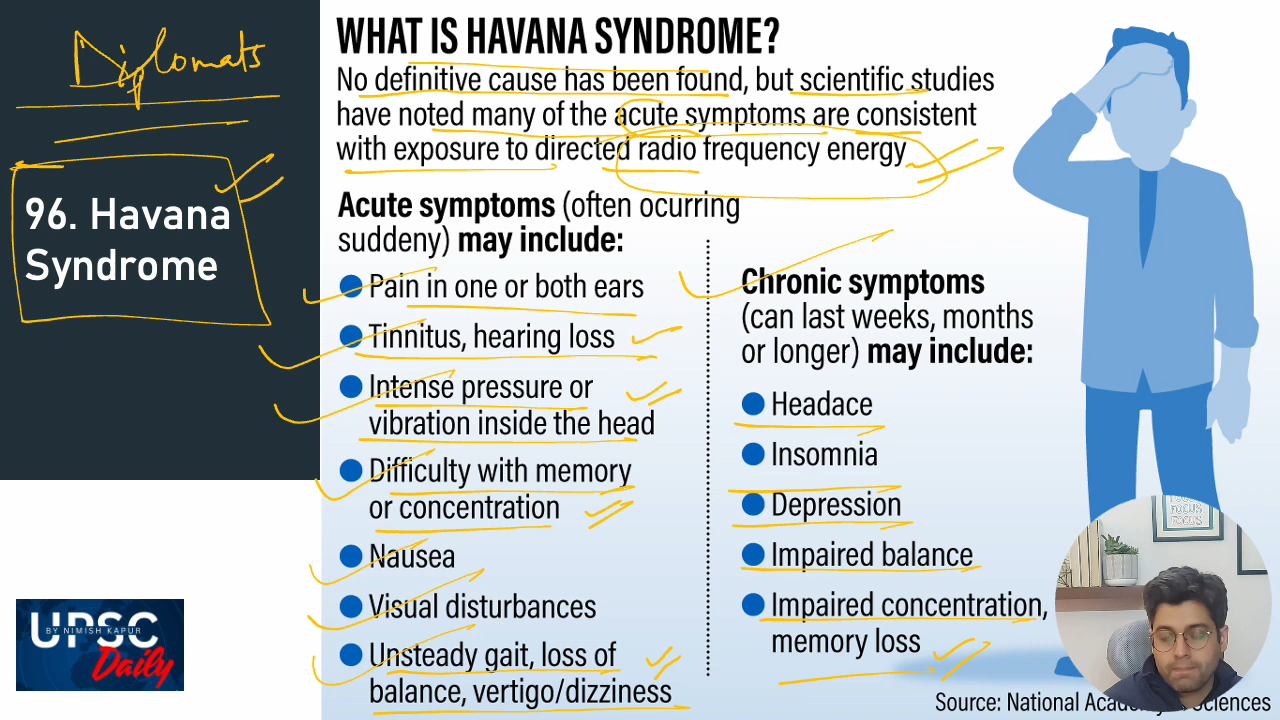 Diplomats
96. Havana
Syndrome
UPSC
BY NIMISH KAPUR
Daily
WHAT IS HAVANA SYNDROME?
No definitive cause has been found, but scientific studies
have noted many of the acute symptoms are consistent
with exposure to directed radio frequency energy
Acute symptoms (often ocurring
suddeny) may include:
Pain in one or both ears
Tinnitus, hearing loss
Intense pressure or
vibration inside the head
Difficulty with memory
or concentration
Nausea
Visual disturbances
Unsteady gait, loss of
balance, vertigo/dizziness
Chronic symptoms
(can last weeks, months
or longer) may include:
Headace
Insomnia
Depression
Impaired balance
Impaired concentration,
memory loss
FOCUS
FOCUS
Source: National Academy Sciences